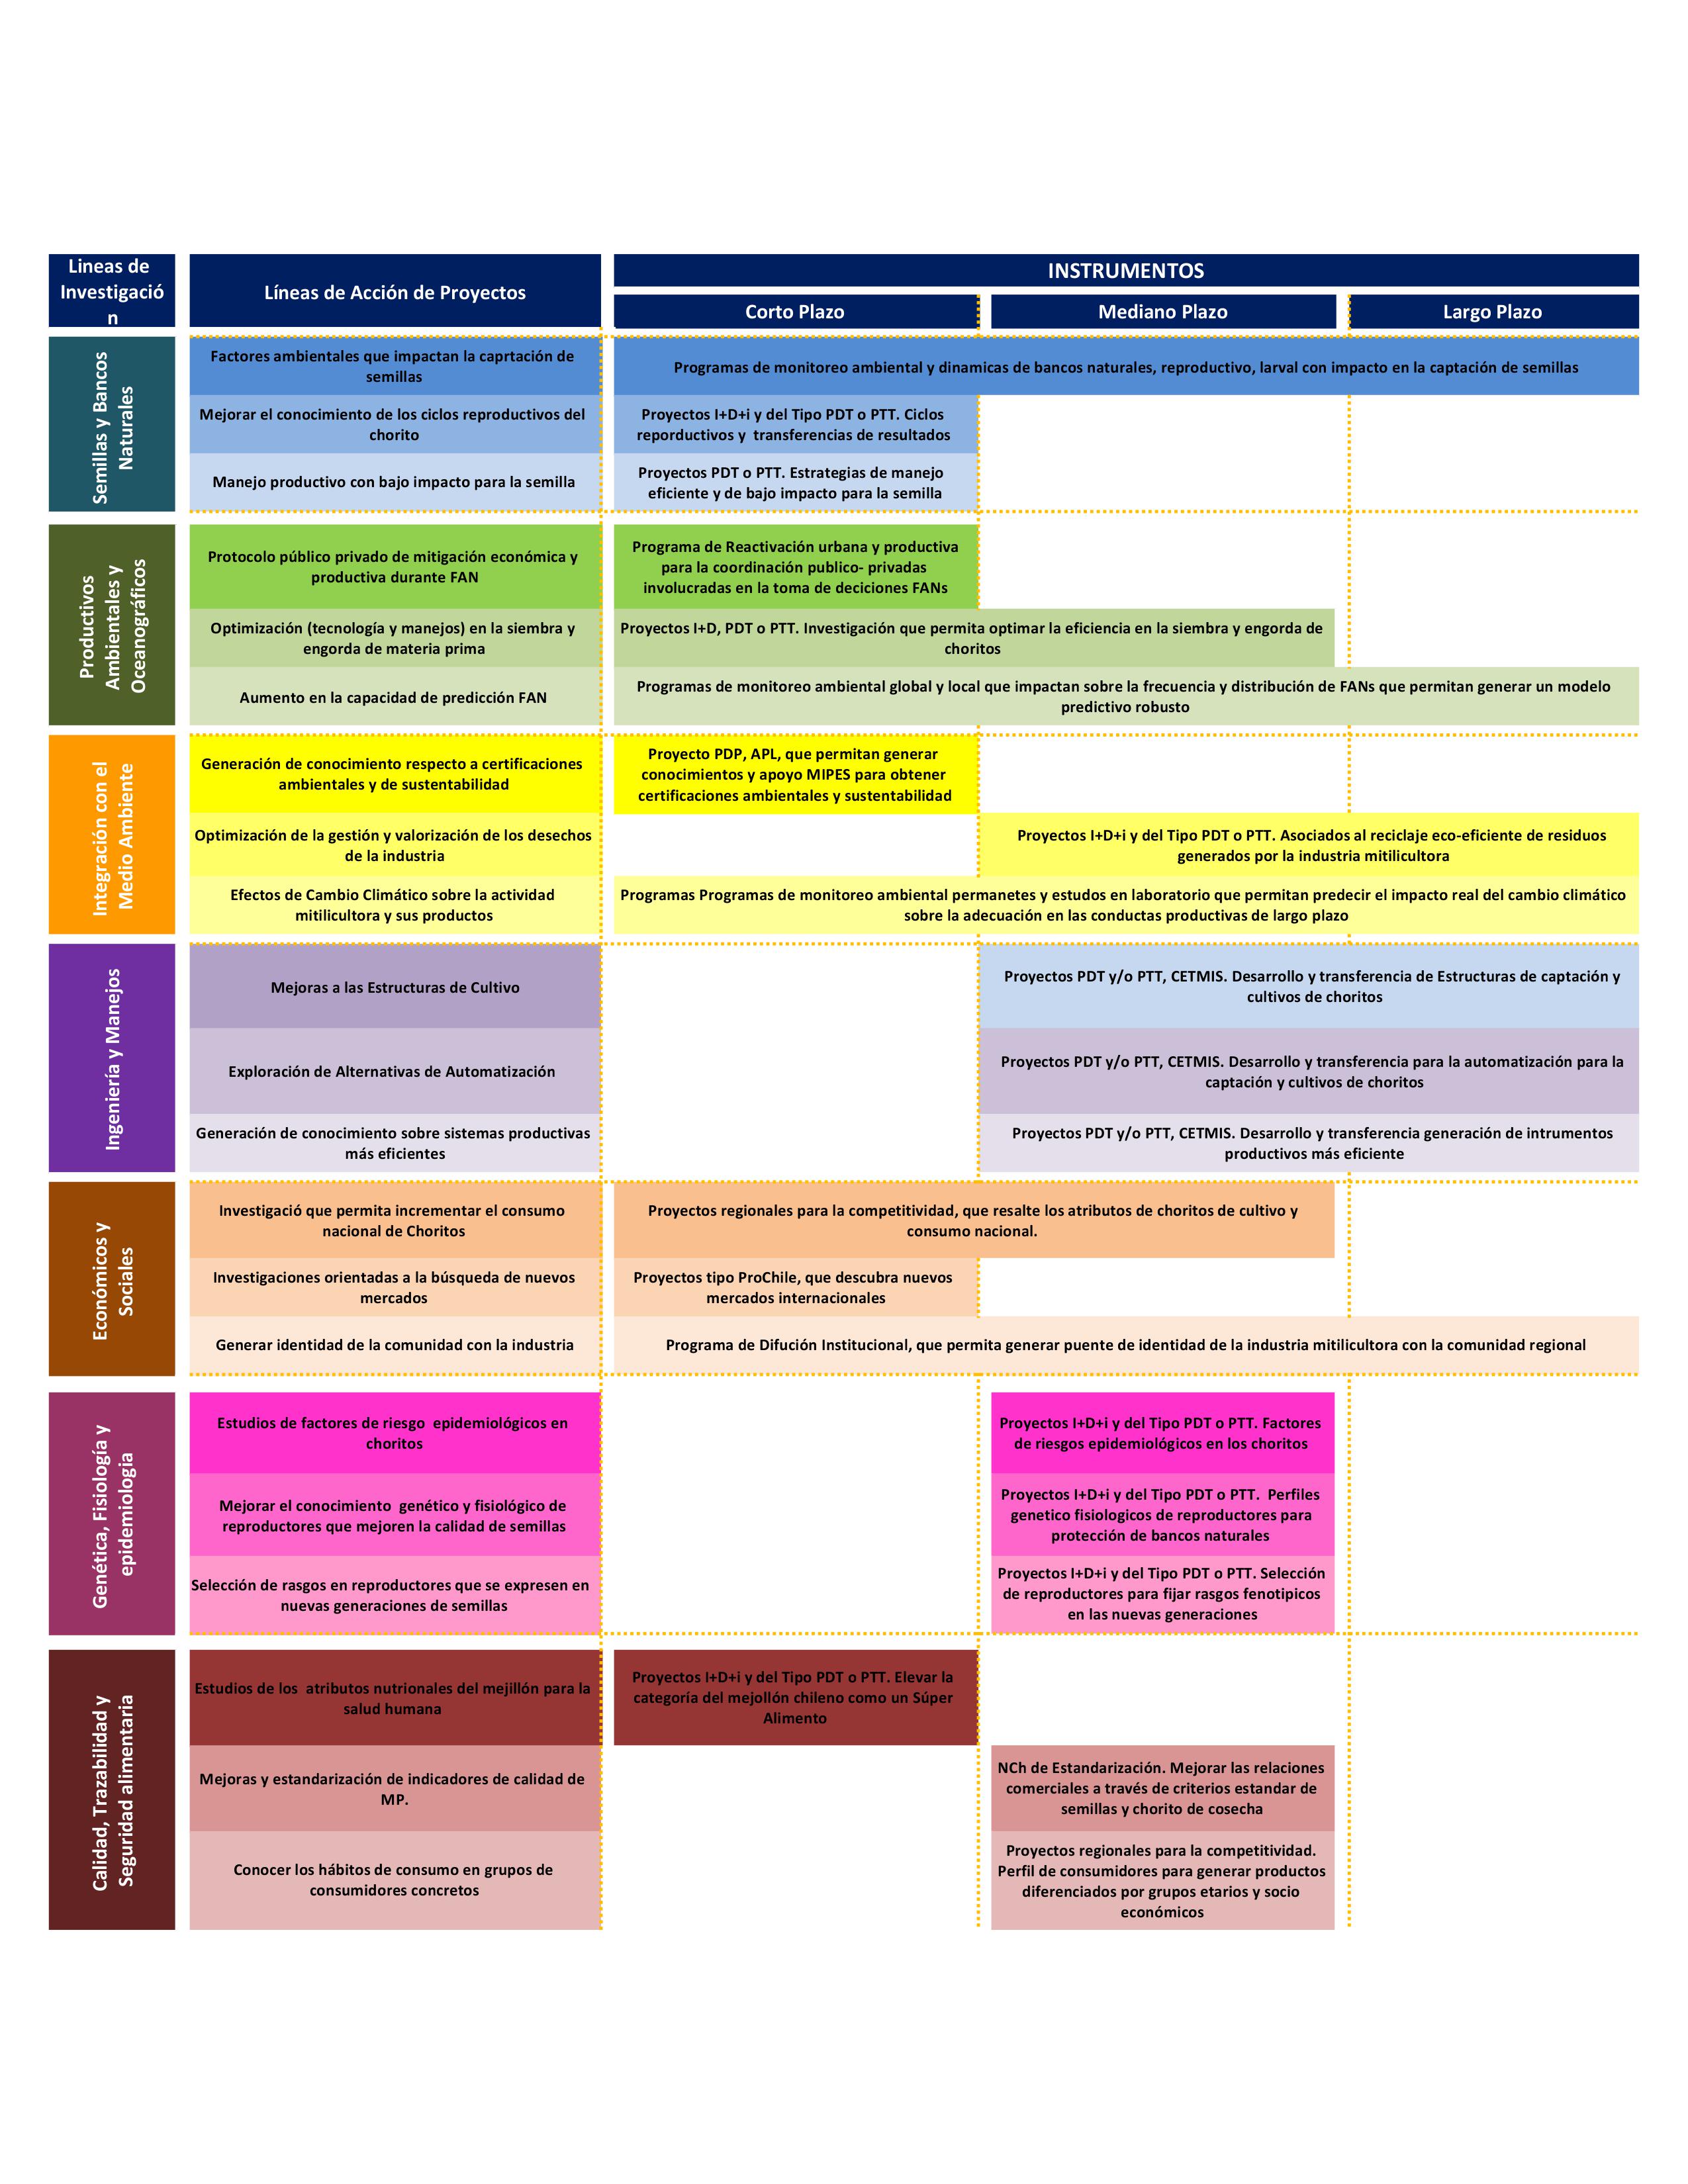 Lineas de
Investigació
n
Líneas de Acción de Proyectos
INSTRUMENTOS
Corto Plazo
Mediano Plazo
Largo Plazo
Semillas y Bancos
Naturales
Factores ambientales que impactan la caprtación de
semillas
Programas de monitoreo ambiental y dinamicas de bancos naturales, reproductivo, larval con impacto en la captación de semillas
Mejorar el conocimiento de los ciclos reproductivos del
chorito
Proyectos I+D+i y del Tipo PDT o PTT. Ciclos
reporductivos y transferencias de resultados
Manejo productivo con bajo impacto para la semilla
Proyectos PDT o PTT. Estrategias de manejo
eficiente y de bajo impacto para la semilla
Productivos
Ambientales y
Oceanográficos
Protocolo público privado de mitigación económica y
productiva durante FAN
Programa de Reactivación urbana y productiva
para la coordinación publico- privadas
involucradas en la toma de deciciones FANs
Optimización (tecnología y manejos) en la siembra y
engorda de materia prima
Proyectos I+D, PDT o PTT. Investigación que permita optimar la eficiencia en la siembra y engorda de
choritos
Aumento en la capacidad de predicción FAN
Programas de monitoreo ambiental global y local que impactan sobre la frecuencia y distribución de FANs que permitan generar un modelo
predictivo robusto
Integración con el
Medio Ambiente
Generación de conocimiento respecto a certificaciones
ambientales y de sustentabilidad
Proyecto PDP, APL, que permitan generar
conocimientos y apoyo MIPES para obtener
certificaciones ambientales y sustentabilidad
Optimización de la gestión y valorización de los desechos
de la industria
Proyectos I+D+i y del Tipo PDT o PTT. Asociados al reciclaje eco-eficiente de residuos
generados por la industria mitilicultora
Efectos de Cambio Climático sobre la actividad
mitilicultora y sus productos
Programas Programas de monitoreo ambiental permanetes y estudos en laboratorio que permitan predecir el impacto real del cambio climático
sobre la adecuación en las conductas productivas de largo plazo
Ingeniería y Manejos
Mejoras a las Estructuras de Cultivo
Proyectos PDT y/o PTT, CETMIS. Desarrollo y transferencia de Estructuras de captación y
cultivos de choritos
Exploración de Alternativas de Automatización
Proyectos PDT y/o PTT, CETMIS. Desarrollo y transferencia para la automatización para la
captación y cultivos de choritos
Generación de conocimiento sobre sistemas productivas
más eficientes
Proyectos PDT y/o PTT, CETMIS. Desarrollo y transferencia generación de intrumentos
productivos más eficiente
Económicos y
Sociales
Investigació que permita incrementar el consumo
nacional de Choritos
Proyectos regionales para la competitividad, que resalte los atributos de choritos de cultivo y
consumo nacional.
Investigaciones orientadas a la búsqueda de nuevos
mercados
Proyectos tipo ProChile, que descubra nuevos
mercados internacionales
Generar identidad de la comunidad con la industria
Programa de Difución Institucional, que permita generar puente de identidad de la industria mitilicultora con la comunidad regional
Genética, Fisiología y
epidemiologia
Estudios de factores de riesgo epidemiológicos en
choritos
Proyectos I+D+i y del Tipo PDT o PTT. Factores
de riesgos epidemiológicos en los choritos
Mejorar el conocimiento genético y fisiológico de
reproductores que mejoren la calidad de semillas
Proyectos I+D+i y del Tipo PDT o PTT. Perfiles
genetico fisiologicos de reproductores para
protección de bancos naturales
Selección de rasgos en reproductores que se expresen en
nuevas generaciones de semillas
Proyectos I+D+i y del Tipo PDT o PTT. Selección
de reproductores para fijar rasgos fenotipicos
en las nuevas generaciones
Calidad, Trazabilidad y
Seguridad alimentaria
Estudios de los atributos nutrionales del mejillón para la
salud humana
Proyectos I+D+i y del Tipo PDT o PTT. Elevar la
categoría del mejollón chileno como un Súper
Alimento
Mejoras y estandarización de indicadores de calidad de
MP.
NCh de Estandarización. Mejorar las relaciones
comerciales a través de criterios estandar de
semillas y chorito de cosecha
Conocer los hábitos de consumo en grupos de
consumidores concretos
Proyectos regionales para la competitividad.
Perfil de consumidores para generar productos
diferenciados por grupos etarios y socio
económicos